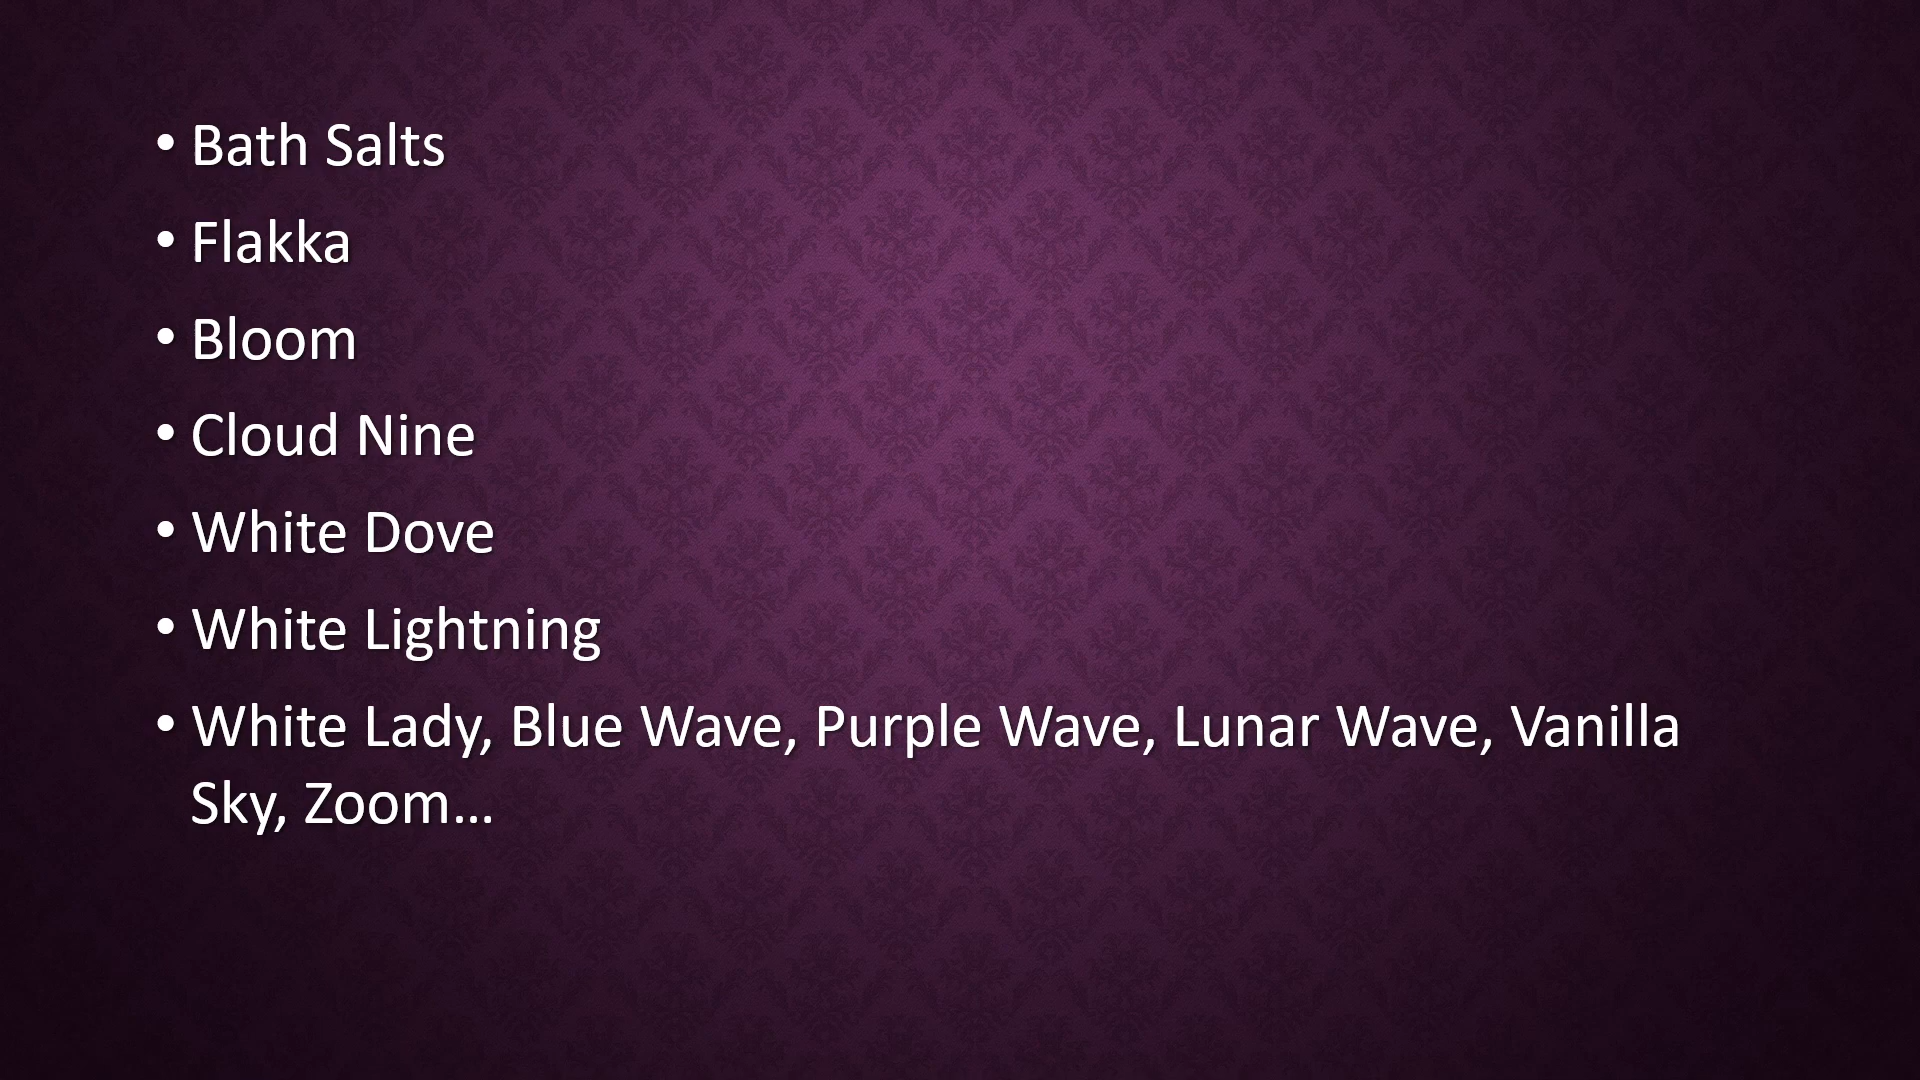 • Bath Salts
• Flakka
• Bloom
• Cloud Nine
• White Dove
• White Lightning
• White Lady, Blue Wave, Purple Wave, Lunar Wave, Vanilla
Sky, Zoom…